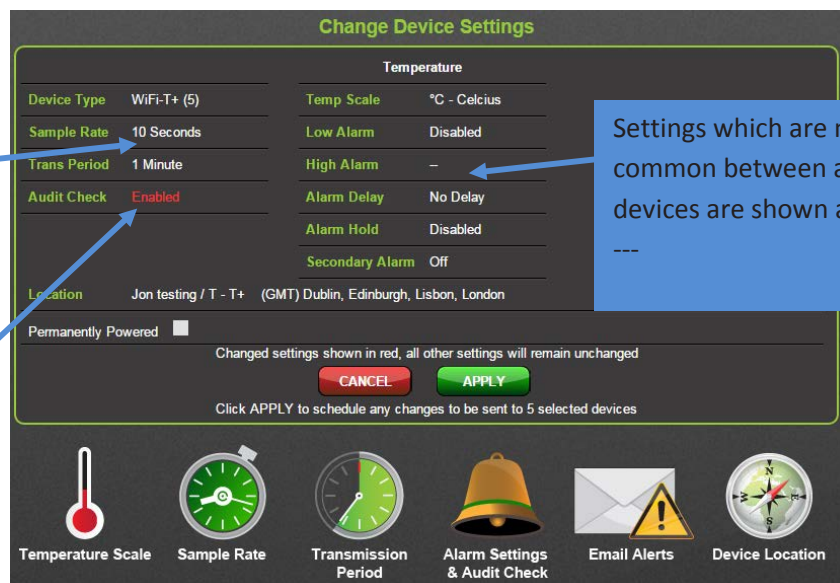 Change Device Settings
Temperature
Device Type WiFi-T+ (5)
Sample Rate 10 Seconds
Trans Period 1 Minute
Audit Check Enabled
Temp Scale °C - Celcius
Low Alarm Disabled
High Alarm --
Alarm Delay No Delay
Alarm Hold Disabled
Secondary Alarm Off
Location Jon testing / T - T+ (GMT) Dublin, Edinburgh, Lisbon, London
Permanently Powered
Settings which are
common between
devices are shown
---
Changed settings shown in red, all other settings will remain unchanged
CANCEL APPLY
Click APPLY to schedule any changes to be sent to 5 selected devices
N
W E
S
Temperature Scale
Sample Rate
Transmission
Period
Alarm Settings
& Audit Check
Email Alerts
Device Location